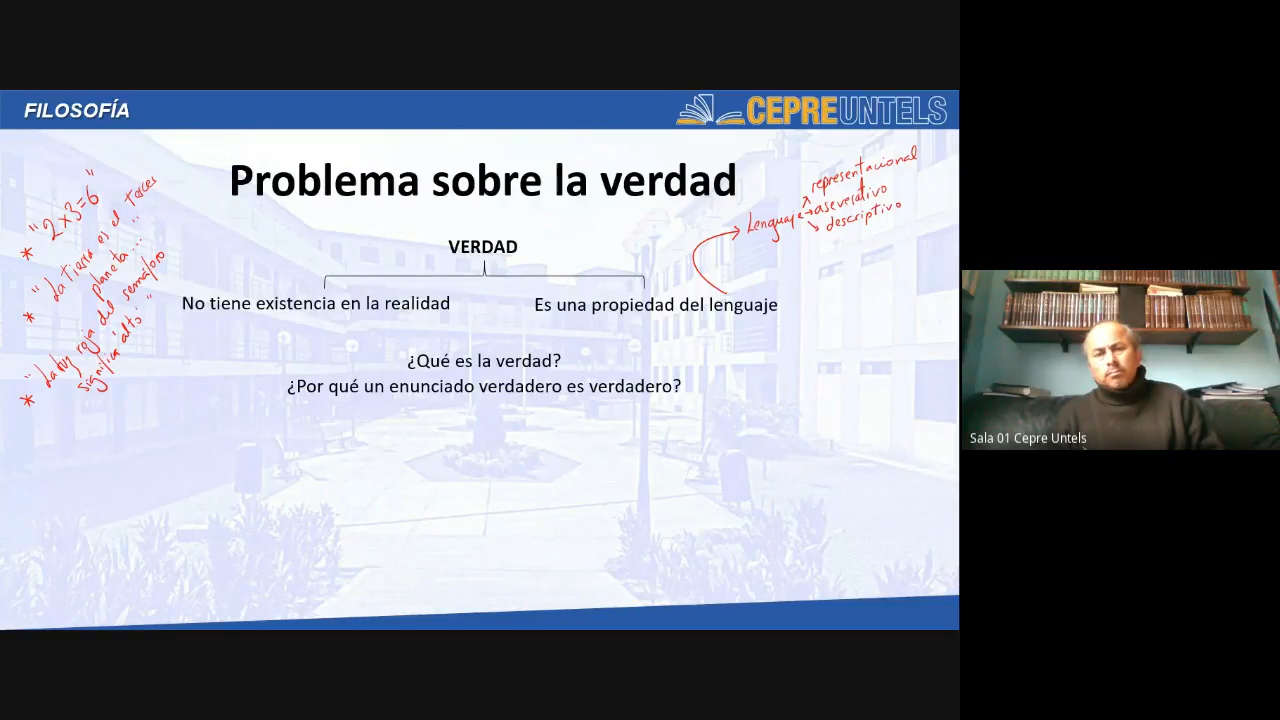 FILOSOFÍA
CEPREUNTELS
Problema sobre la verdad
VERDAD
No tiene existencia en la realidad
Es una propiedad del lenguaje
¿Qué es la verdad?
¿Por qué un enunciado verdadero es verdadero?
* "2x3=6"
* "La tierra es el tercer
planeta..."
* "La luz roja del semáforo
significa 'alto'"
Lenguaje
representacional
aseverativo
descriptivo
Sala 01 Cepre Untels